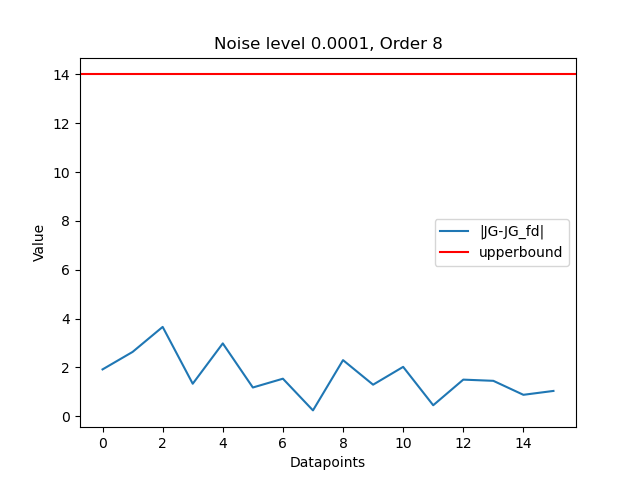 Noise level 0.0001, Order 8
Value
14
12
10
8
6
4
2
0
|JG-JG_fd|
upperbound
0 2 4 6 8 10 12 14
Datapoints